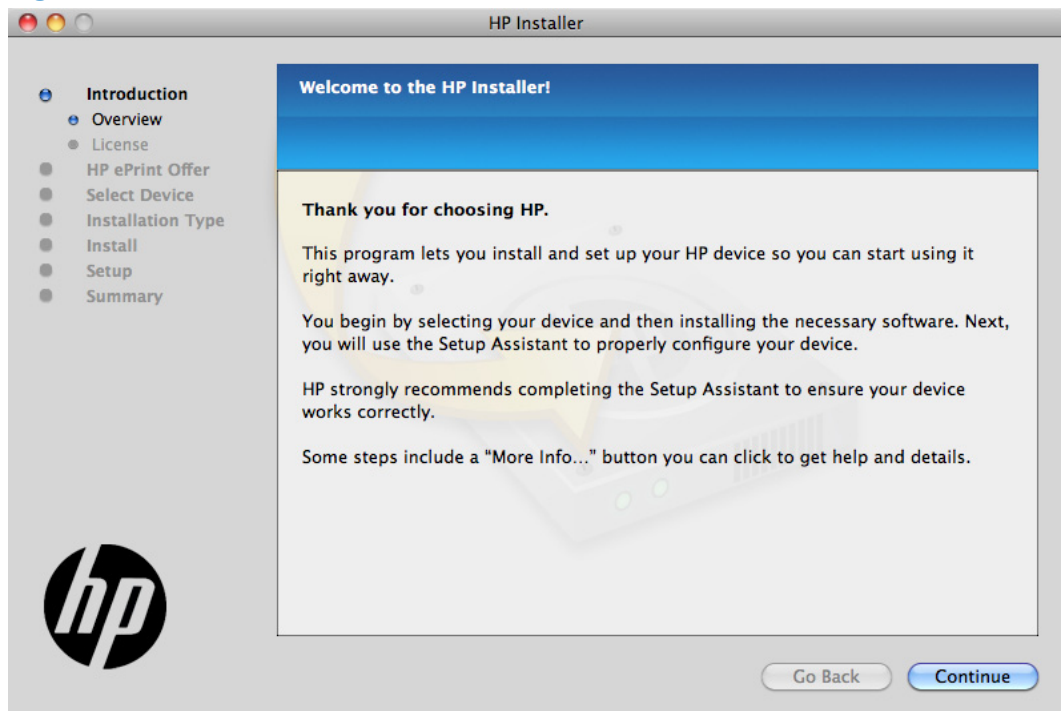 HP Installer
Introduction
Overview
License
HP ePrint Offer
Select Device
Installation Type
Install
Setup
Summary
hp
Welcome to the HP Installer!
Thank you for choosing HP.
This program lets you install and set up your HP device so you can start using it
right away.
You begin by selecting your device and then installing the necessary software. Next,
you will use the Setup Assistant to properly configure your device.
HP strongly recommends completing the Setup Assistant to ensure your device
works correctly.
Some steps include a “More Info...” button you can click to get help and details.
Go Back
Continue